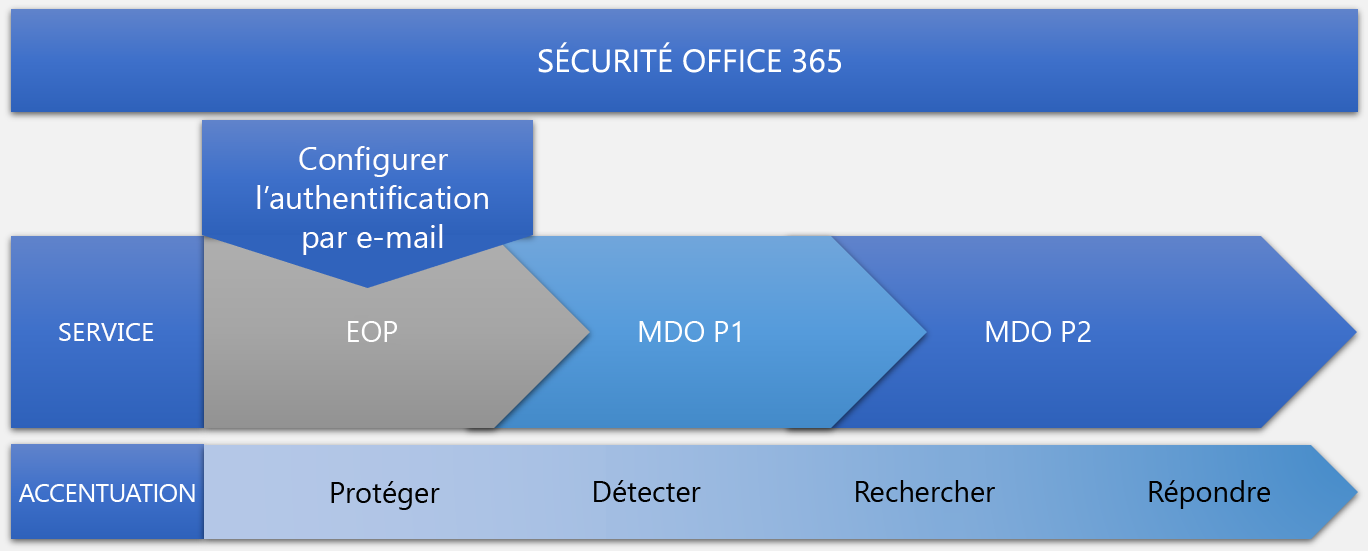 SÉCURITÉ OFFICE 365
Configurer
l’authentification
par e-mail
SERVICE
EOP
MDO P1
MDO P2
ACCENTUATION
Protéger
Détecter
Rechercher
Répondre